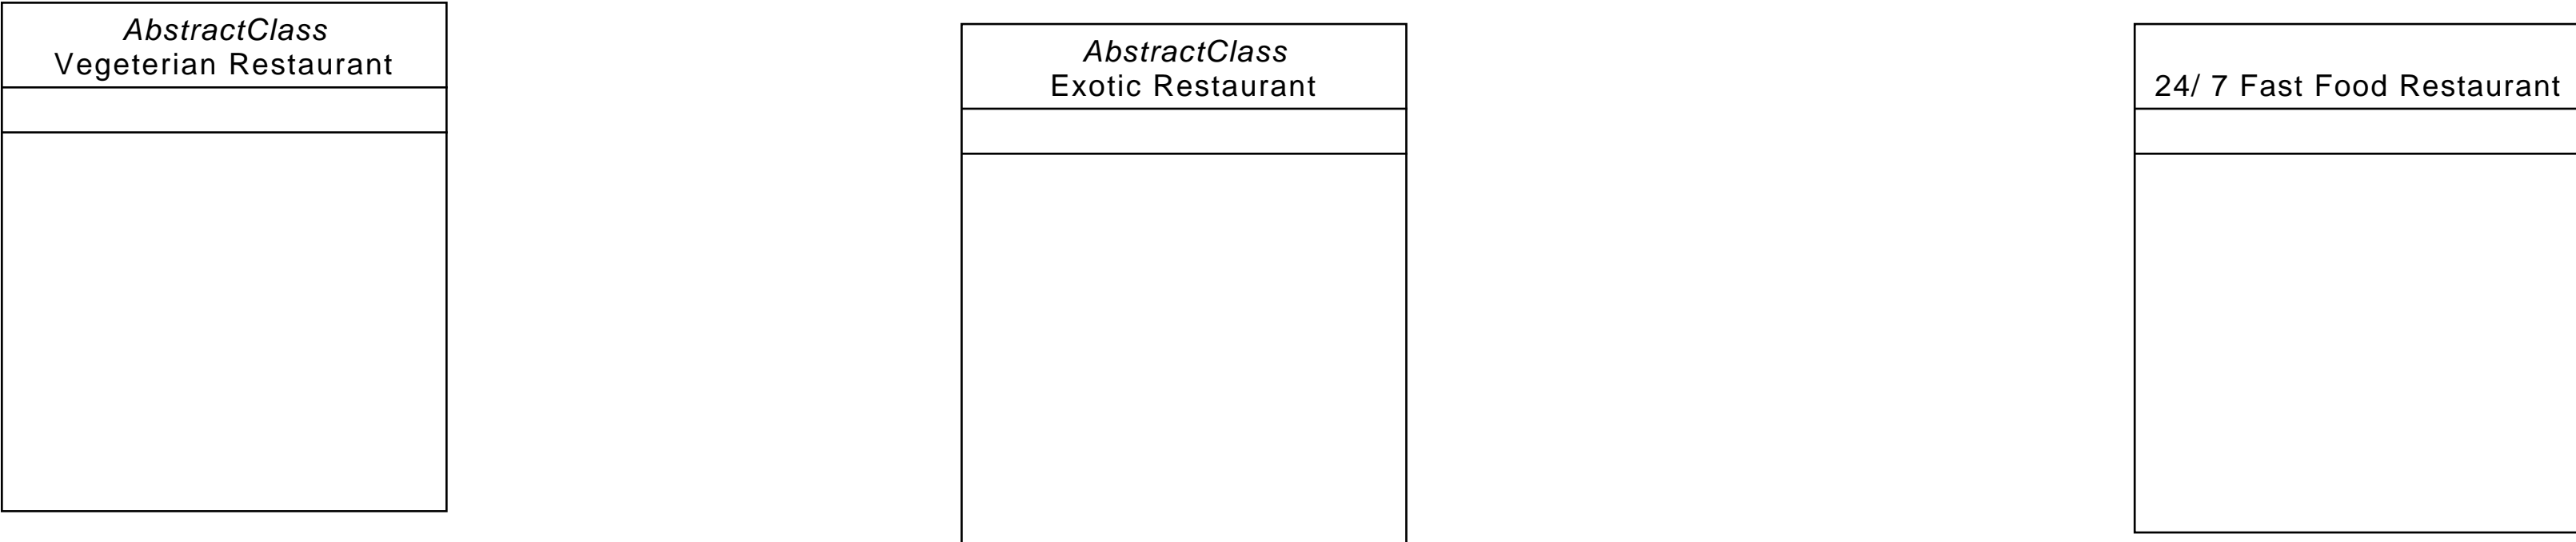 AbstractClass
Vegeterian Restaurant
AbstractClass
Exotic Restaurant
24/ 7 Fast Food Restaurant